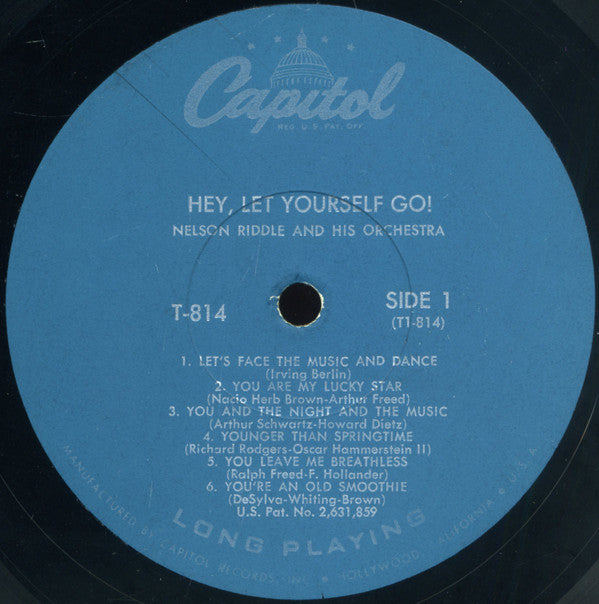 Capitol
REG. U.S. PAT. OFF.
HEY, LET YOURSELF GO!
NELSON RIDDLE AND HIS ORCHESTRA
T-814
SIDE 1
(T1-814)
1. LET'S FACE THE MUSIC AND DANCE
(Irving Berlin)
2. YOU ARE MY LUCKY STAR
(Nacio Herb Brown-Arthur Freed)
3. YOU AND THE NIGHT AND THE MUSIC
(Arthur Schwartz-Howard Dietz)
4. YOUNGER THAN SPRINGTIME
(Richard Rodgers-Oscar Hammerstein II)
5. YOU LEAVE ME BREATHLESS
(Ralph Freed-F. Hollander)
6. YOU'RE AN OLD SMOOTHIE
(DeSylva-Whiting-Brown)
U.S. Pat. No. 2,631,859
LONG PLAYING
MANUFACTURED BY CAPITOL RECORDS, INC. • HOLLYWOOD, CALIFORNIA • U.S.A.